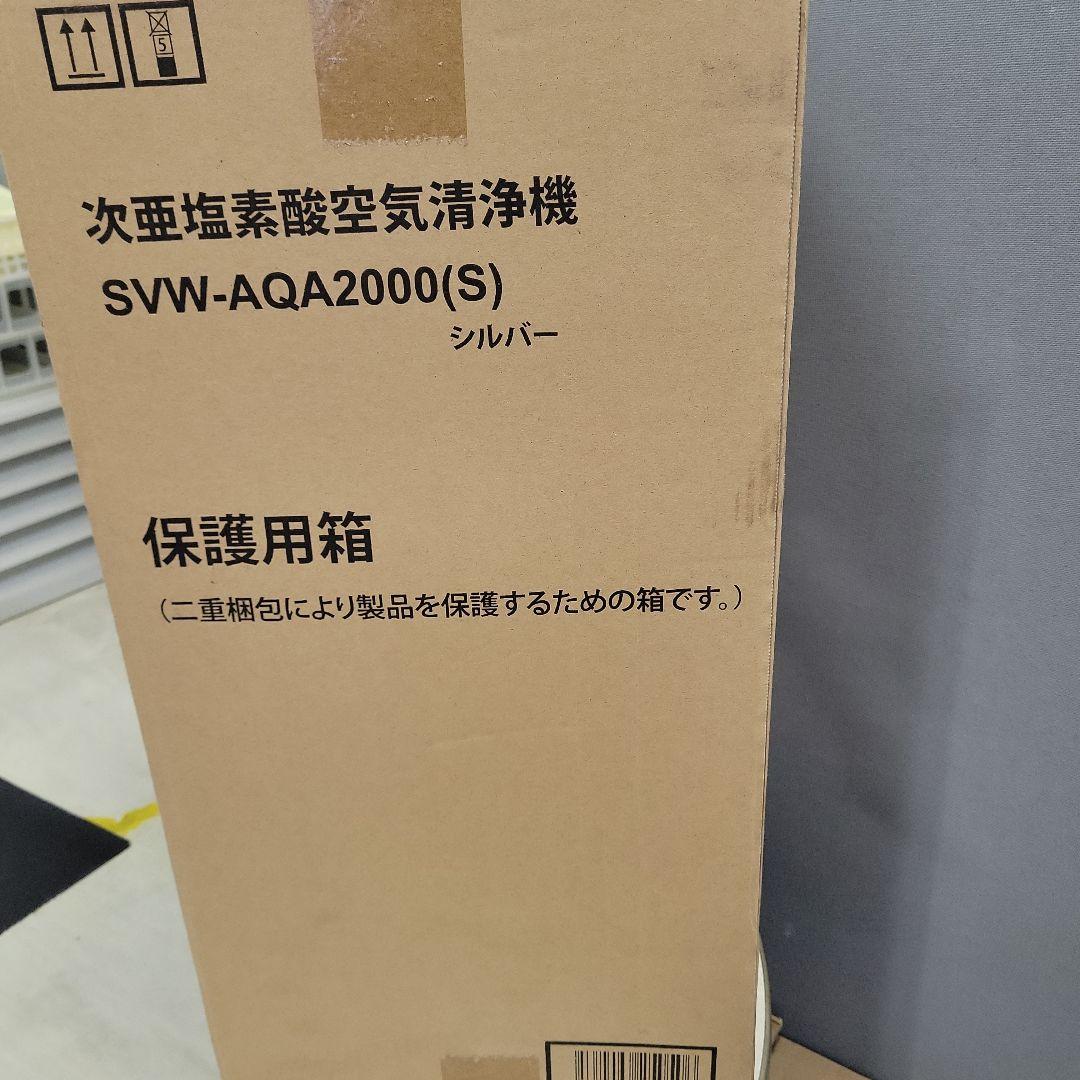 5
次亜塩素酸空気清浄機
SVW-AQA2000(S)
シルバー
保護用箱
（二重梱包により製品を保護するための箱です。）